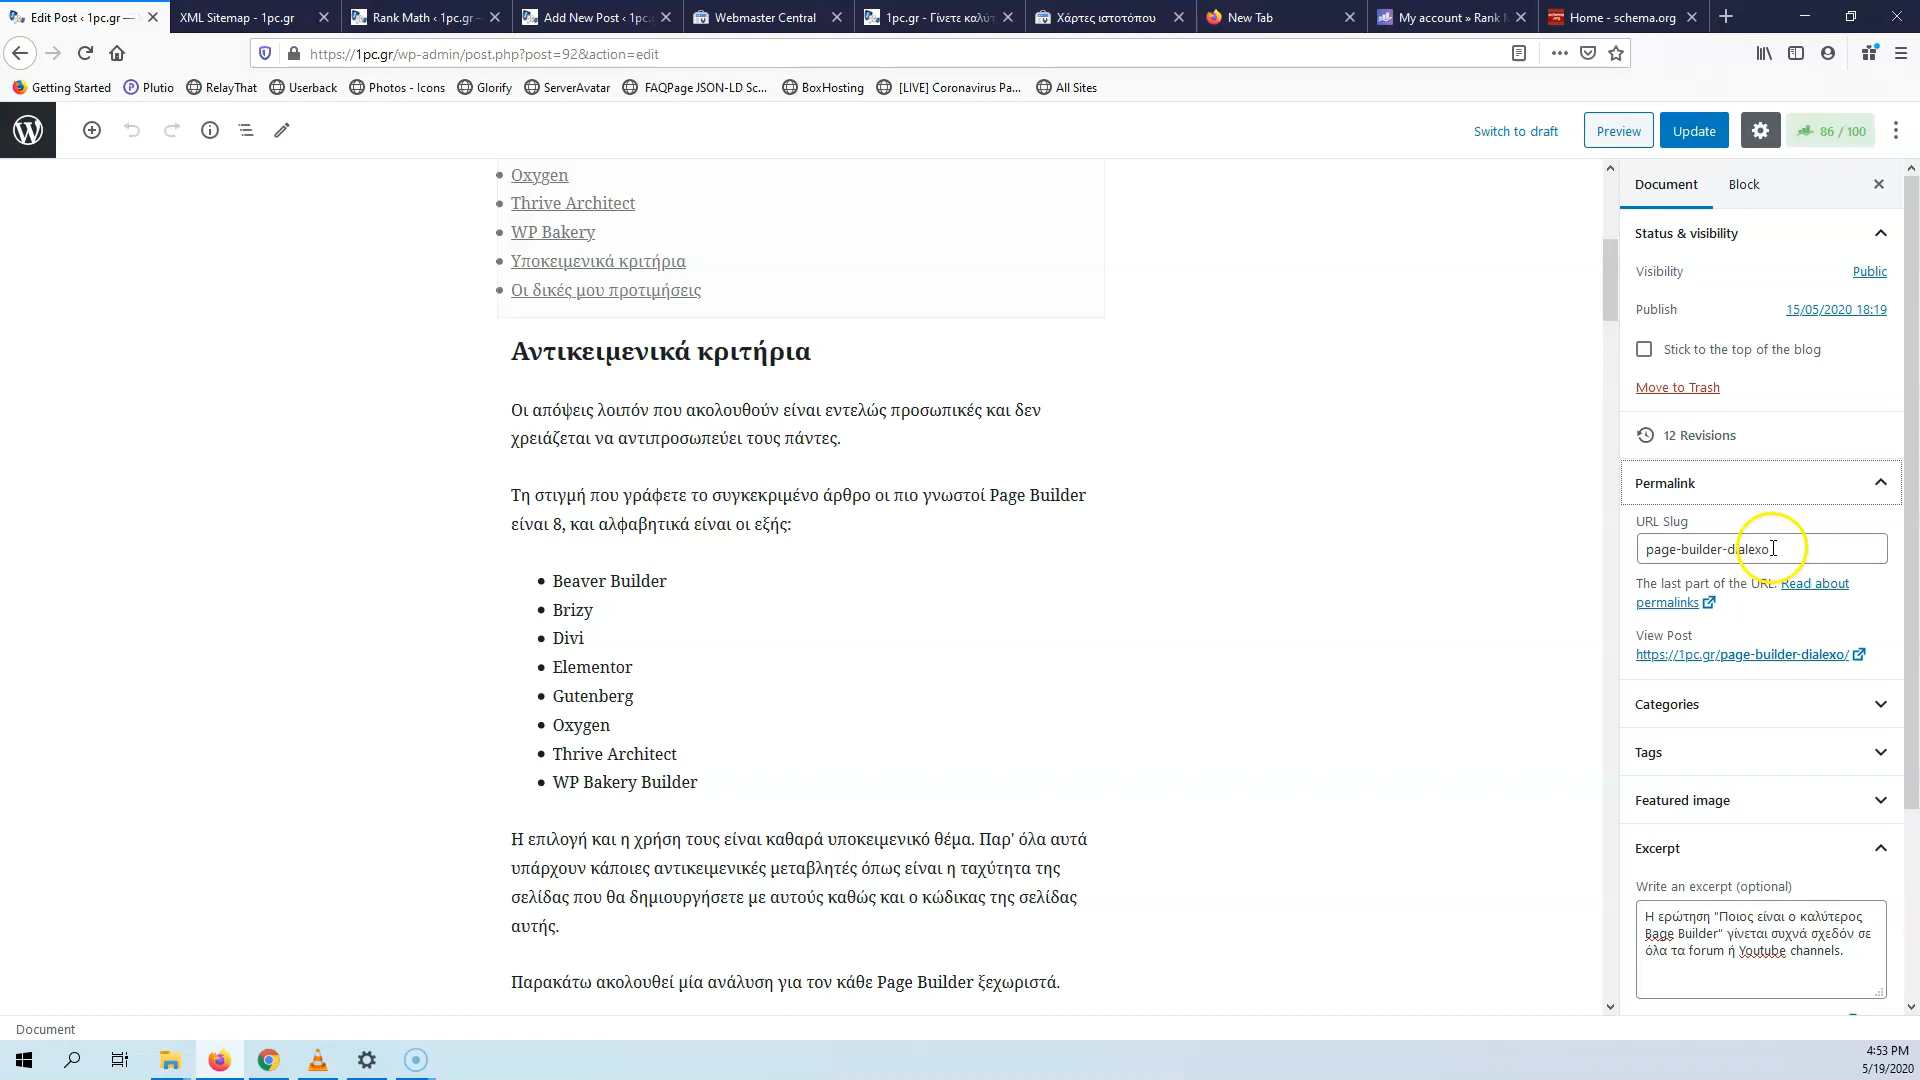 Edit Post ‹ 1pc.gr —
XML Sitemap - 1pc.gr
Rank Math ‹ 1pc.gr —
Add New Post ‹ 1pc.
Webmaster Central
1pc.gr - Γίνετε καλύτ
Χάρτες ιστοτόπου
New Tab
My account » Rank
Home - schema.org
https://1pc.gr/wp-admin/post.php?post=92&action=edit
Getting Started
Plutio
RelayThat
Userback
Photos - Icons
Glorify
ServerAvatar
FAQPage JSON-LD Sc...
BoxHosting
[LIVE] Coronavirus Pa...
All Sites
Switch to draft
Preview
Update
86 / 100
Oxygen
Thrive Architect
WP Bakery
Υποκειμενικά κριτήρια
Οι δικές μου προτιμήσεις
Αντικειμενικά κριτήρια
Οι απόψεις λοιπόν που ακολουθούν είναι εντελώς προσωπικές και δεν
χρειάζεται να αντιπροσωπεύει τους πάντες.
Τη στιγμή που γράφετε το συγκεκριμένο άρθρο οι πιο γνωστοί Page Builder
είναι 8, και αλφαβητικά είναι οι εξής:
Beaver Builder
Brizy
Divi
Elementor
Gutenberg
Oxygen
Thrive Architect
WP Bakery Builder
Η επιλογή και η χρήση τους είναι καθαρά υποκειμενικό θέμα. Παρ' όλα αυτά
υπάρχουν κάποιες αντικειμενικές μεταβλητές όπως είναι η ταχύτητα της
σελίδας που θα δημιουργήσετε με αυτούς καθώς και ο κώδικας της σελίδας
αυτής.
Παρακάτω ακολουθεί μία ανάλυση για τον κάθε Page Builder ξεχωριστά.
Document
Block
Status & visibility
Visibility
Public
Publish
15/05/2020 18:19
Stick to the top of the blog
Move to Trash
12 Revisions
Permalink
URL Slug
page-builder-dialexo
The last part of the URL. Read about
permalinks
View Post
https://1pc.gr/page-builder-dialexo/
Categories
Tags
Featured image
Excerpt
Write an excerpt (optional)
Η ερώτηση "Ποιος είναι ο καλύτερος
Bage Builder" γίνεται συχνά σχεδόν σε
όλα τα forum ή Youtube channels.
Document
4:53 PM
5/19/2020